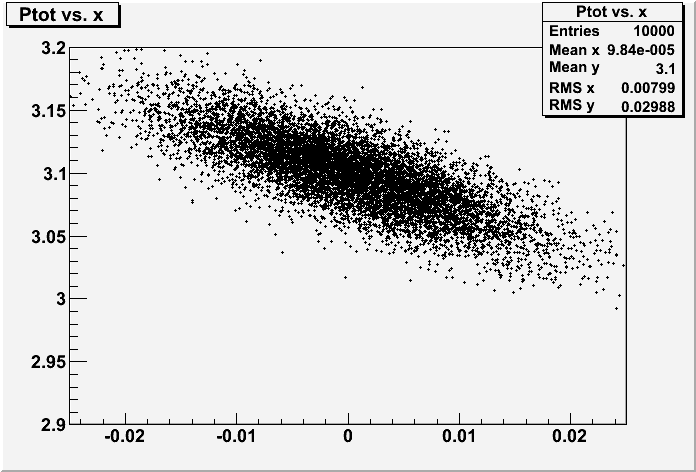 Ptot vs. x
Ptot vs. x
Entries 10000
Mean x 9.84e-005
Mean y 3.1
RMS x 0.00799
RMS y 0.02988
3.2
3.15
3.1
3.05
3
2.95
2.9
-0.02 -0.01 0 0.01 0.02